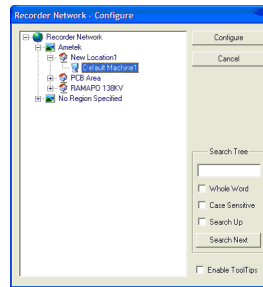 Recorder Network - Configure
Recorder Network
Ametek
New Location1
Default Machine1
PCB Area
RAMAPO 138KV
No Region Specified
Configure
Cancel
Search Tree
Whole Word
Case Sensitive
Search Up
Search Next
Enable ToolTips